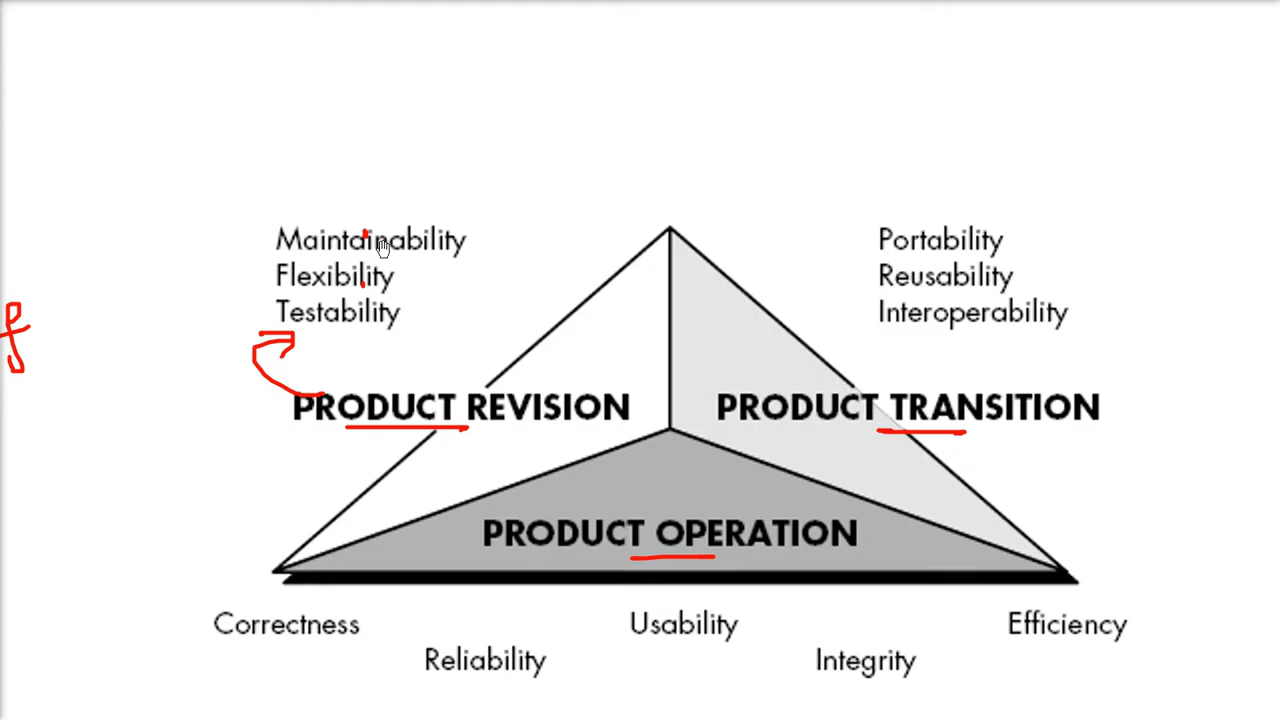 Maintainability
Flexibility
Testability
Portability
Reusability
Interoperability
PRODUCT REVISION
PRODUCT TRANSITION
PRODUCT OPERATION
Correctness
Usability
Efficiency
Reliability
Integrity